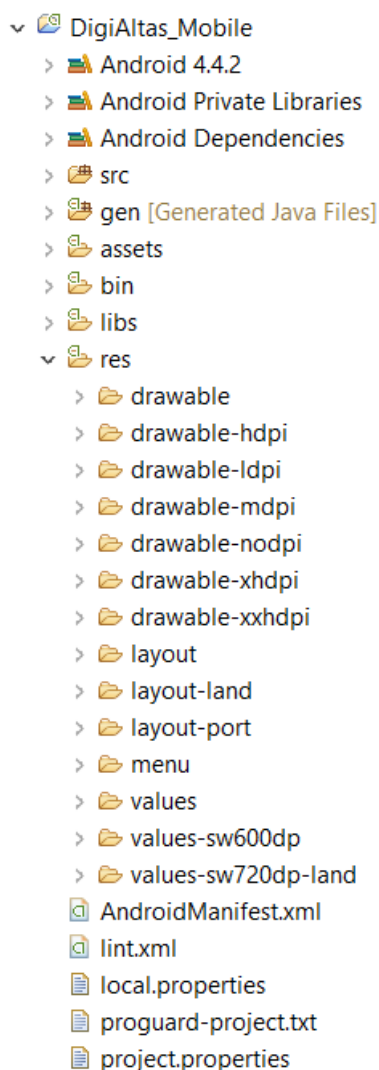 DigiAltas_Mobile
Android 4.4.2
Android Private Libraries
Android Dependencies
src
gen [Generated Java Files]
assets
bin
libs
res
drawable
drawable-hdpi
drawable-ldpi
drawable-mdpi
drawable-nodpi
drawable-xhdpi
drawable-xxhdpi
layout
layout-land
layout-port
menu
values
values-sw600dp
values-sw720dp-land
AndroidManifest.xml
lint.xml
local.properties
proguard-project.txt
project.properties